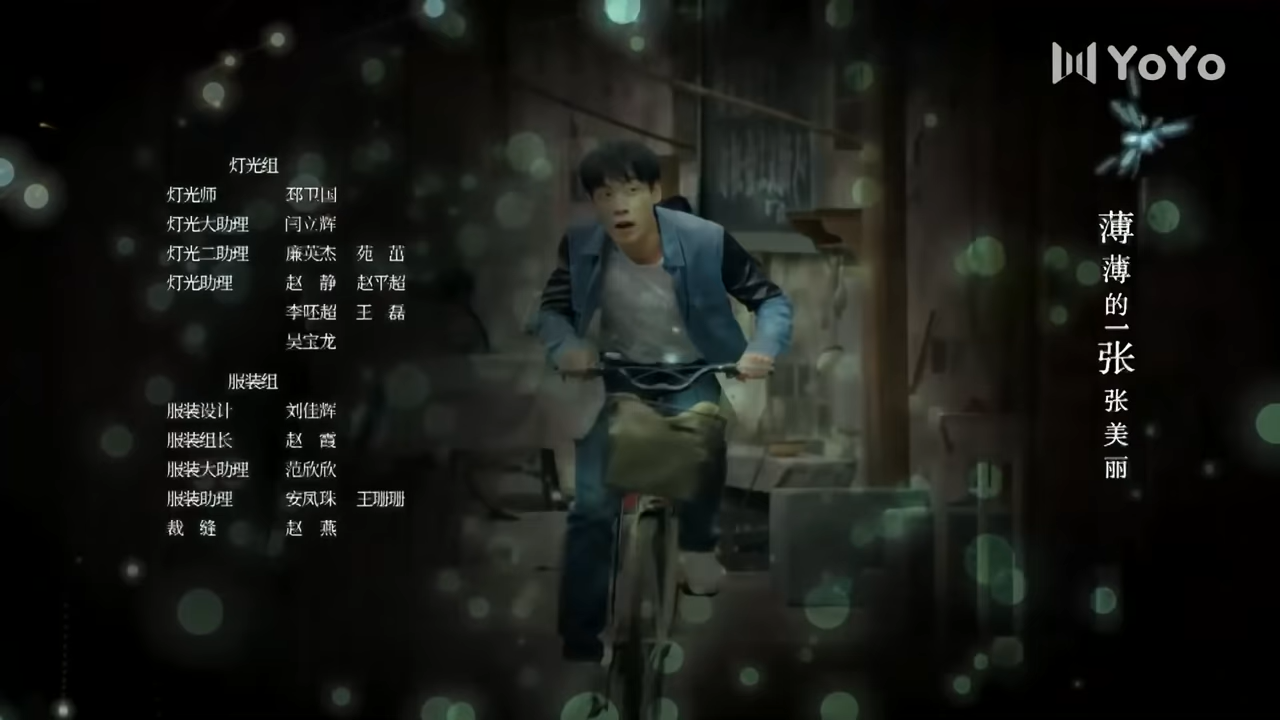 YoYo
灯光组
灯光师 邳卫国
灯光大助理 闫立辉
灯光二助理 廉英杰 苑 茁
灯光助理 赵 静 赵平超
李呸超 王 磊
吴宝龙
服装组
服装设计 刘佳辉
服装组长 赵 霞
服装大助理 范欣欣
服装助理 安凤珠 王珊珊
裁 缝 赵 燕
薄薄的一张张美丽